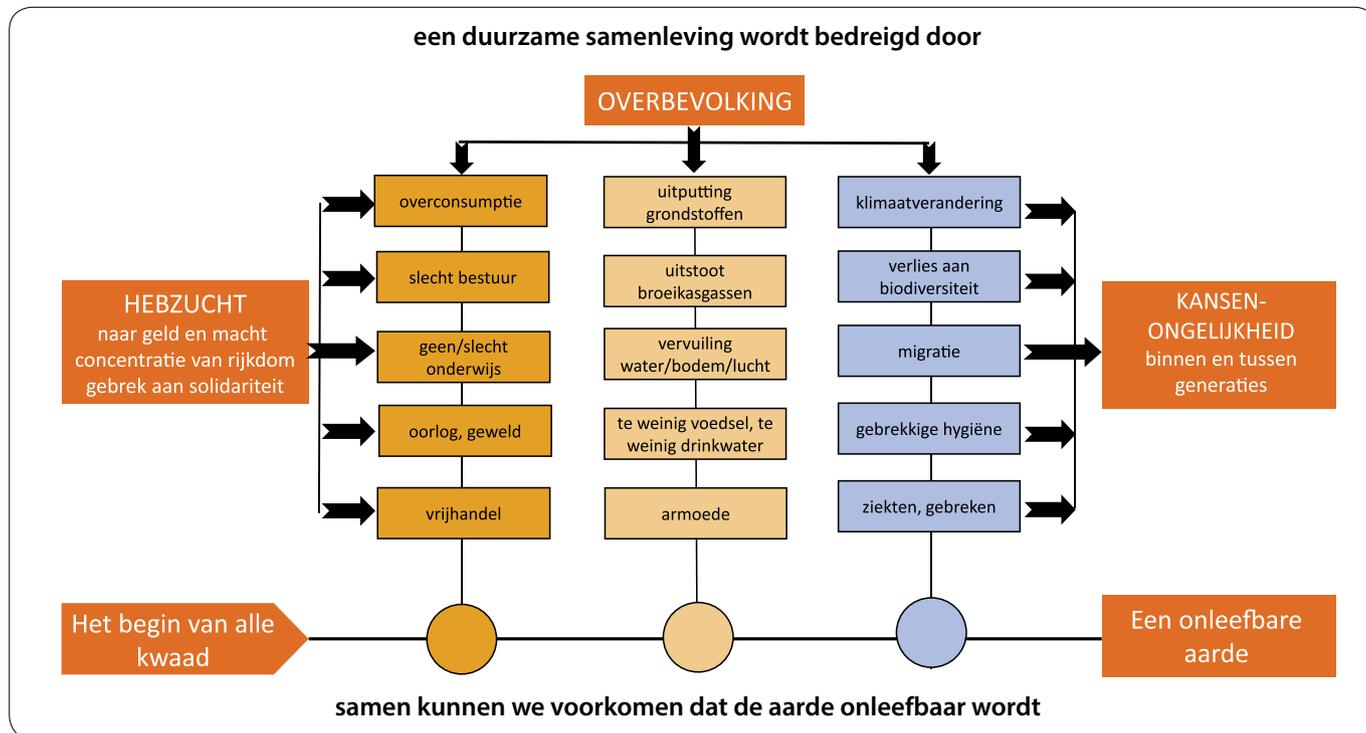 een duurzame samenleving wordt bedreigd door
OVERBEVOLKING
HEBZUCHT
naar geld en macht
concentratie van rijkdom
gebrek aan solidariteit
overconsumptie
slecht bestuur
geen/slecht
onderwijs
oorlog, geweld
vrijhandel
uitputting
grondstoffen
uitstoot
broeikasgassen
vervuiling
water/bodem/lucht
te weinig voedsel, te
weinig drinkwater
armoede
klimaatverandering
verlies aan
biodiversiteit
migratie
gebrekkige hygiëne
ziekten, gebreken
KANSEN-
ONGELIJKHEID
binnen en tussen
generaties
Het begin van alle
kwaad
Een onleefbare
aarde
samen kunnen we voorkomen dat de aarde onleefbaar wordt